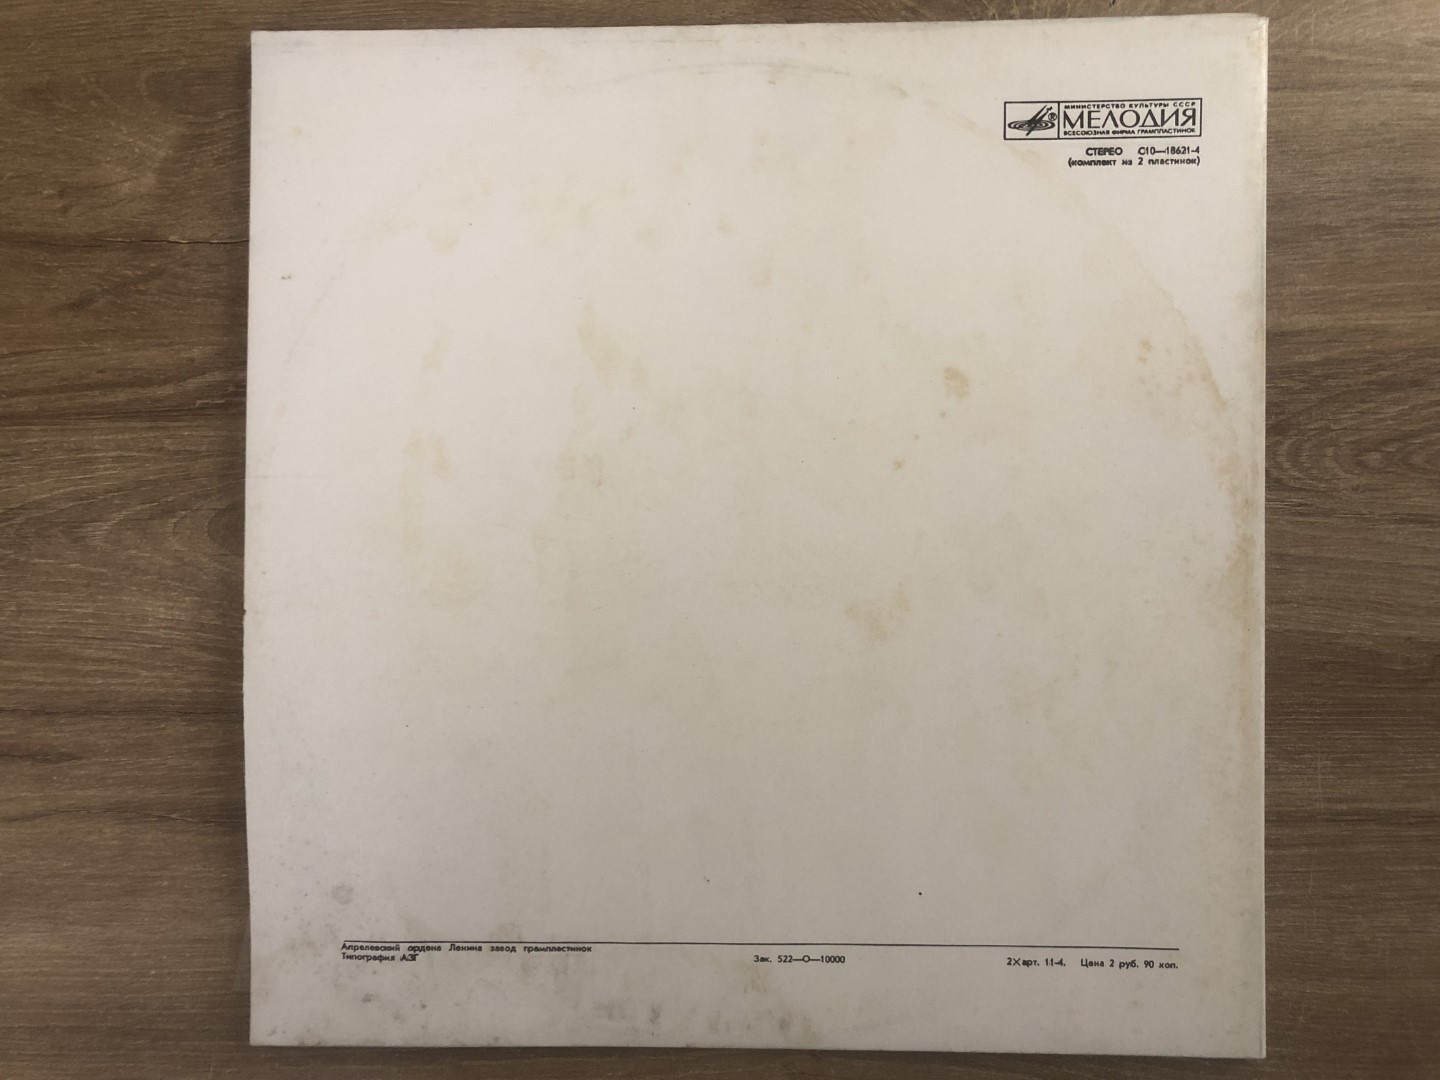 МИНИСТЕРСТВО КУЛЬТУРЫ СССР
МЕЛОДИЯ
ВСЕСОЮЗНАЯ ФИРМА ГРАМПЛАСТИНОК
СТЕРЕО С10—18621-4
(комплект из 2 пластинок)
Апрелевский ордена Ленина завод грампластинок
Типография АЗГ
Зак. 522—О—10000
2×арт. 11-4. Цена 2 руб. 90 коп.